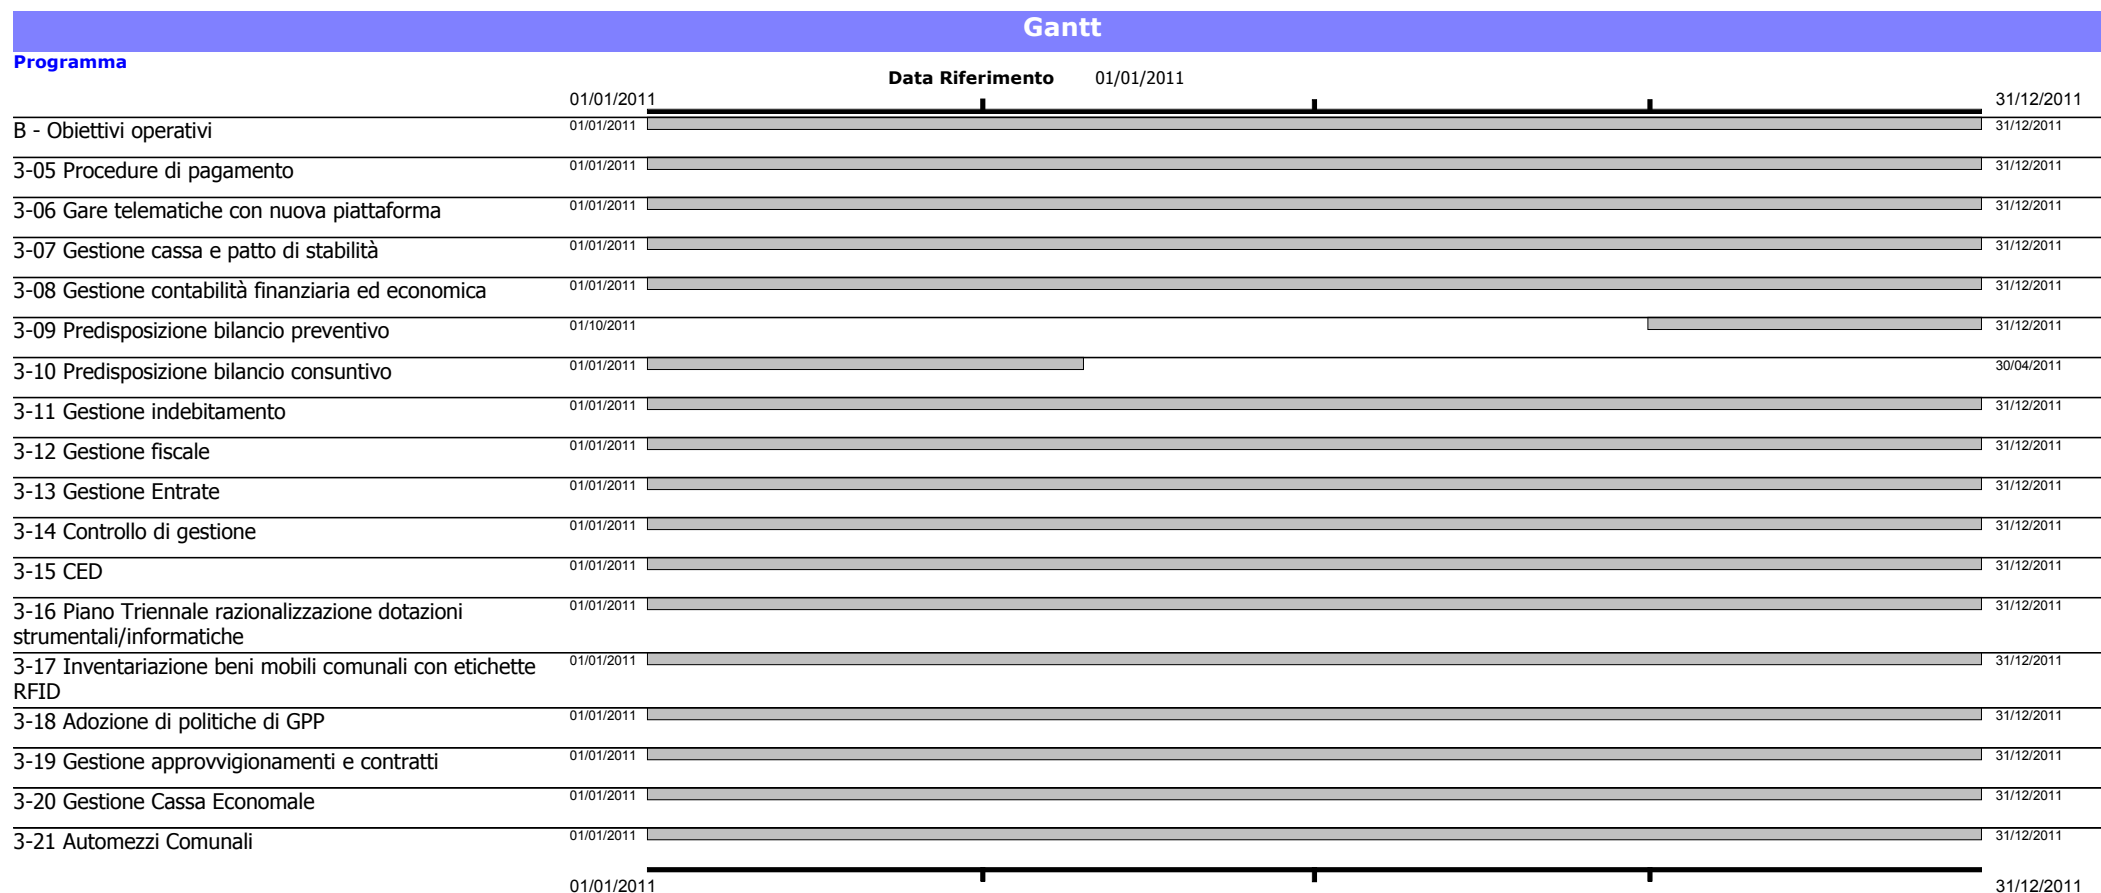 Gantt
Programma
Data Riferimento 01/01/2011
01/01/2011 31/12/2011
B - Obiettivi operativi 01/01/2011 31/12/2011
3-05 Procedure di pagamento 01/01/2011 31/12/2011
3-06 Gare telematiche con nuova piattaforma 01/01/2011 31/12/2011
3-07 Gestione cassa e patto di stabilità 01/01/2011 31/12/2011
3-08 Gestione contabilità finanziaria ed economica 01/01/2011 31/12/2011
3-09 Predisposizione bilancio preventivo 01/10/2011 31/12/2011
3-10 Predisposizione bilancio consuntivo 01/01/2011 30/04/2011
3-11 Gestione indebitamento 01/01/2011 31/12/2011
3-12 Gestione fiscale 01/01/2011 31/12/2011
3-13 Gestione Entrate 01/01/2011 31/12/2011
3-14 Controllo di gestione 01/01/2011 31/12/2011
3-15 CED 01/01/2011 31/12/2011
3-16 Piano Triennale razionalizzazione dotazioni 01/01/2011 31/12/2011
strumentali/informatiche
3-17 Inventariazione beni mobili comunali con etichette 01/01/2011 31/12/2011
RFID
3-18 Adozione di politiche di GPP 01/01/2011 31/12/2011
3-19 Gestione approvvigionamenti e contratti 01/01/2011 31/12/2011
3-20 Gestione Cassa Economale 01/01/2011 31/12/2011
3-21 Automezzi Comunali 01/01/2011 31/12/2011
01/01/2011 31/12/2011